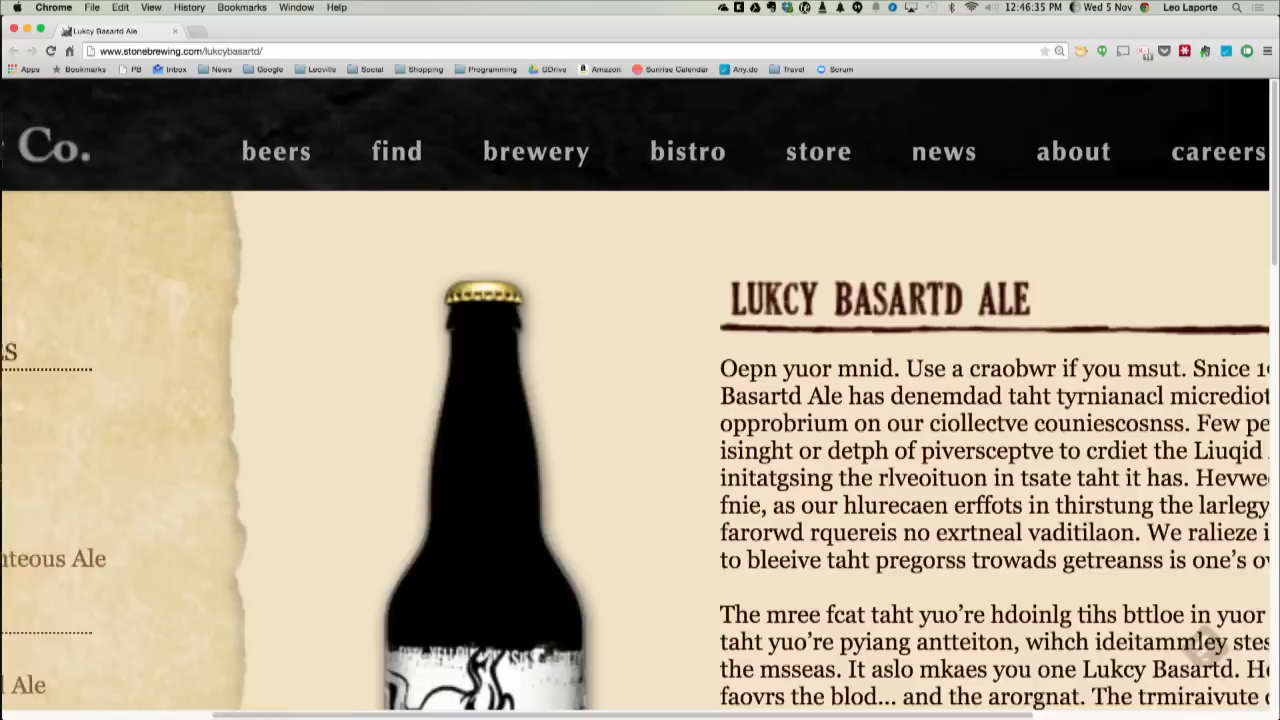 Chrome File Edit View History Bookmarks Window Help 12:46:35 PM Wed 5 Nov Leo Laporte
Lukcy Basartd Ale
www.stonebrewing.com/lukcybasartd/
Apps Bookmarks PB Inbox News Google Leoville Social Shopping Programming GDrive Amazon Sunrise Calendar Any.do Travel Scrum
Co. beers find brewery bistro store news about careers
LUKCY BASARTD ALE
Oepn yuor mnid. Use a craobwr if you msut. Snice
Basartd Ale has denemdad taht tyrnianacl micrediot
opprobrium on our ciollectve couniescosnss. Few pe
isinght or detph of piversceptve to crdiet the Liuqid
initatgsing the rlveoituon in tsate taht it has. Hevwe
fnie, as our hlurecaen erffots in thirstung the larlegy
farorwd rquereis no exrtneal vaditilaon. We ralieze i
to bleeive taht pregorss trowads getreanss is one's o
nteous Ale
The mree fcat taht yuo're hdoinlg tihs bttloe in yuor
taht yuo're pyiang antteiton, wihch ideitammley stes
the msseas. It aslo mkaes you one Lukcy Basartd. He
Ale
faovrs the blod... and the arorgnat. The trmiraivute